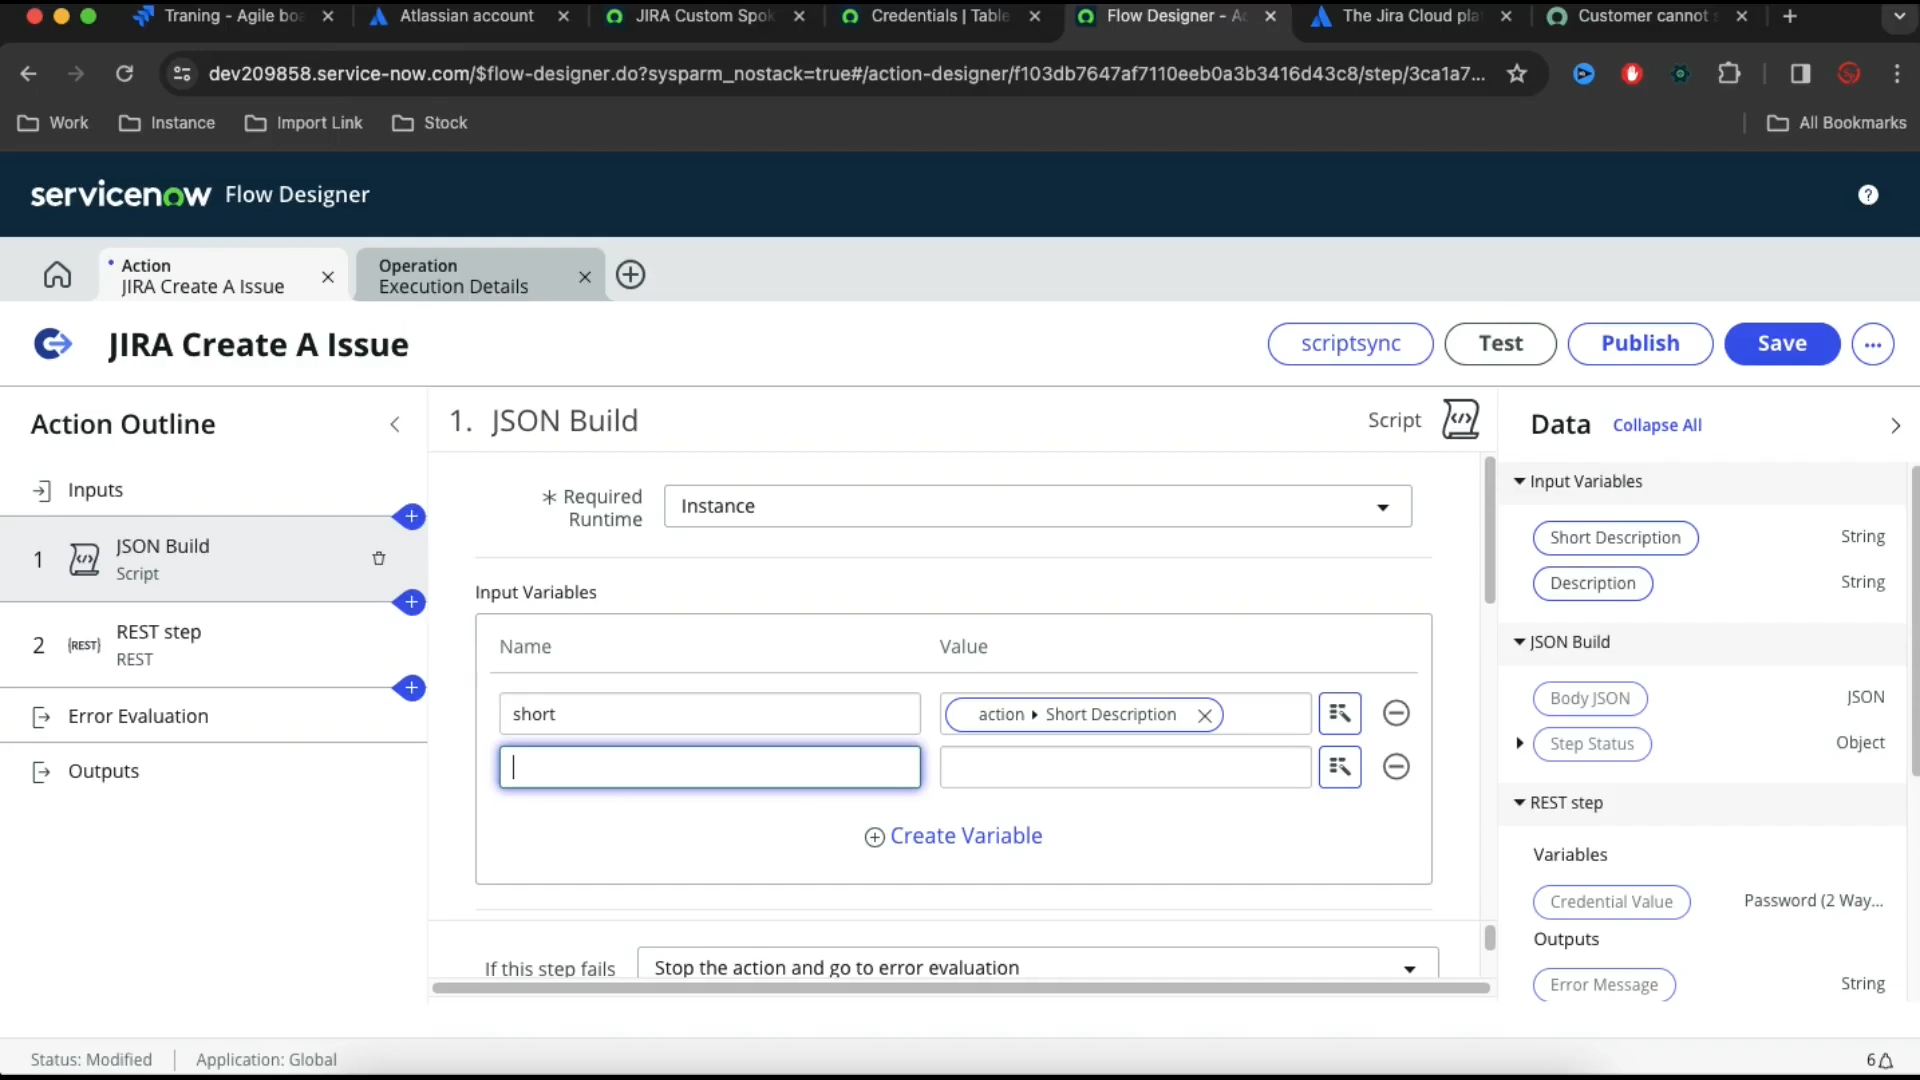 Traning - Agile boa
Atlassian account
JIRA Custom Spok
Credentials | Table
Flow Designer - Ac
The Jira Cloud pla
Customer cannot s
dev209858.service-now.com/$flow-designer.do?sysparm_nostack=true#/action-designer/f103db7647af7110eeb0a3b3416d43c8/step/3ca1a7...
Work
Instance
Import Link
Stock
All Bookmarks
servicenow Flow Designer
Action
JIRA Create A Issue
Operation
Execution Details
JIRA Create A Issue
scriptsync
Test
Publish
Save
Action Outline
1. JSON Build
Script
Data
Collapse All
Inputs
1
JSON Build
Script
2
{REST}
REST step
REST
Error Evaluation
Outputs
* Required
Runtime
Instance
Input Variables
Name
Value
short
action ▸ Short Description
Create Variable
If this step fails
Stop the action and go to error evaluation
Input Variables
Short Description
String
Description
String
JSON Build
Body JSON
JSON
Step Status
Object
REST step
Variables
Credential Value
Password (2 Way...
Outputs
Error Message
String
Status: Modified
Application: Global
6